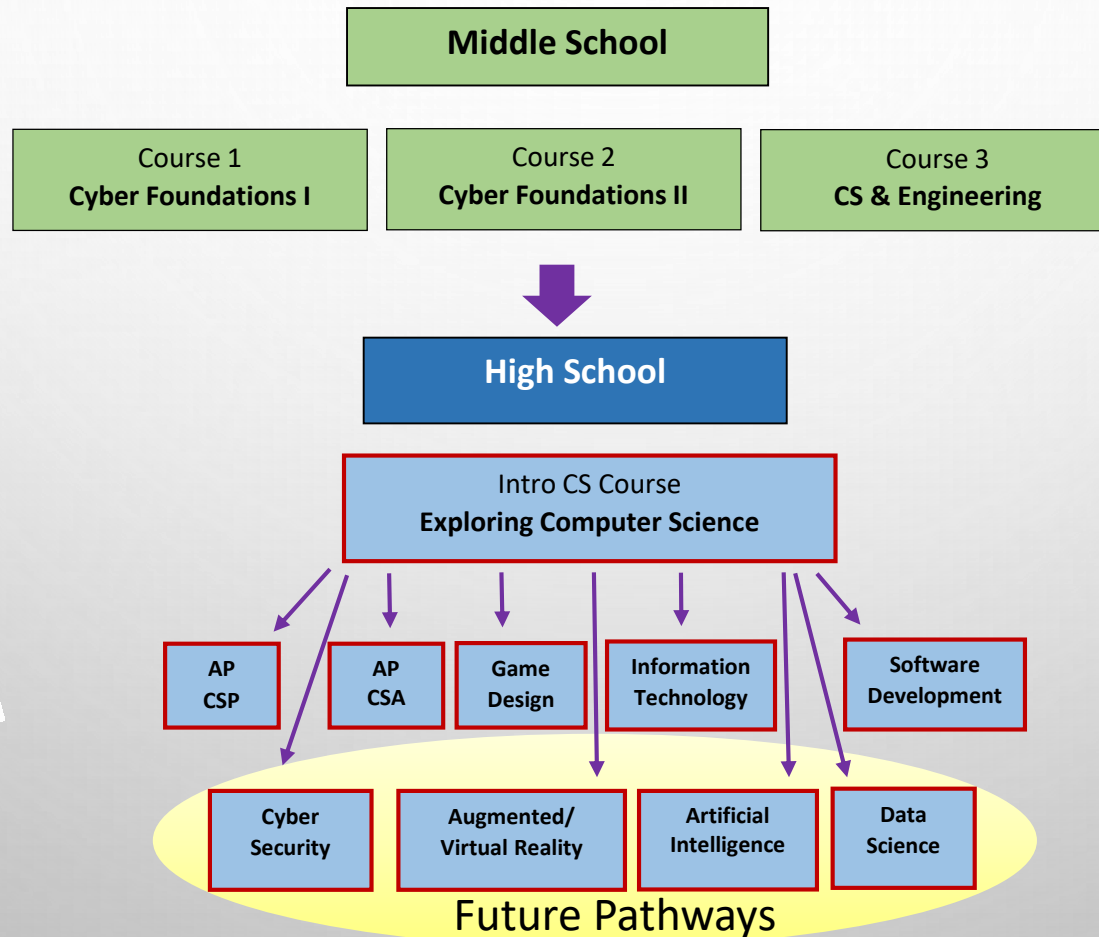 Middle School
Course 1
Cyber Foundations I
Course 2
Cyber Foundations II
Course 3
CS & Engineering
High School
Intro CS Course
Exploring Computer Science
AP
CSP
AP
CSA
Game
Design
Information
Technology
Software
Development
Cyber
Security
Augmented/
Virtual Reality
Artificial
Intelligence
Data
Science
Future Pathways